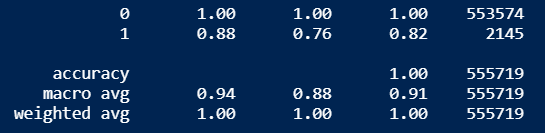 0 1.00 1.00 1.00 553574
1 0.88 0.76 0.82 2145
accuracy 1.00 555719
macro avg 0.94 0.88 0.91 555719
weighted avg 1.00 1.00 1.00 555719